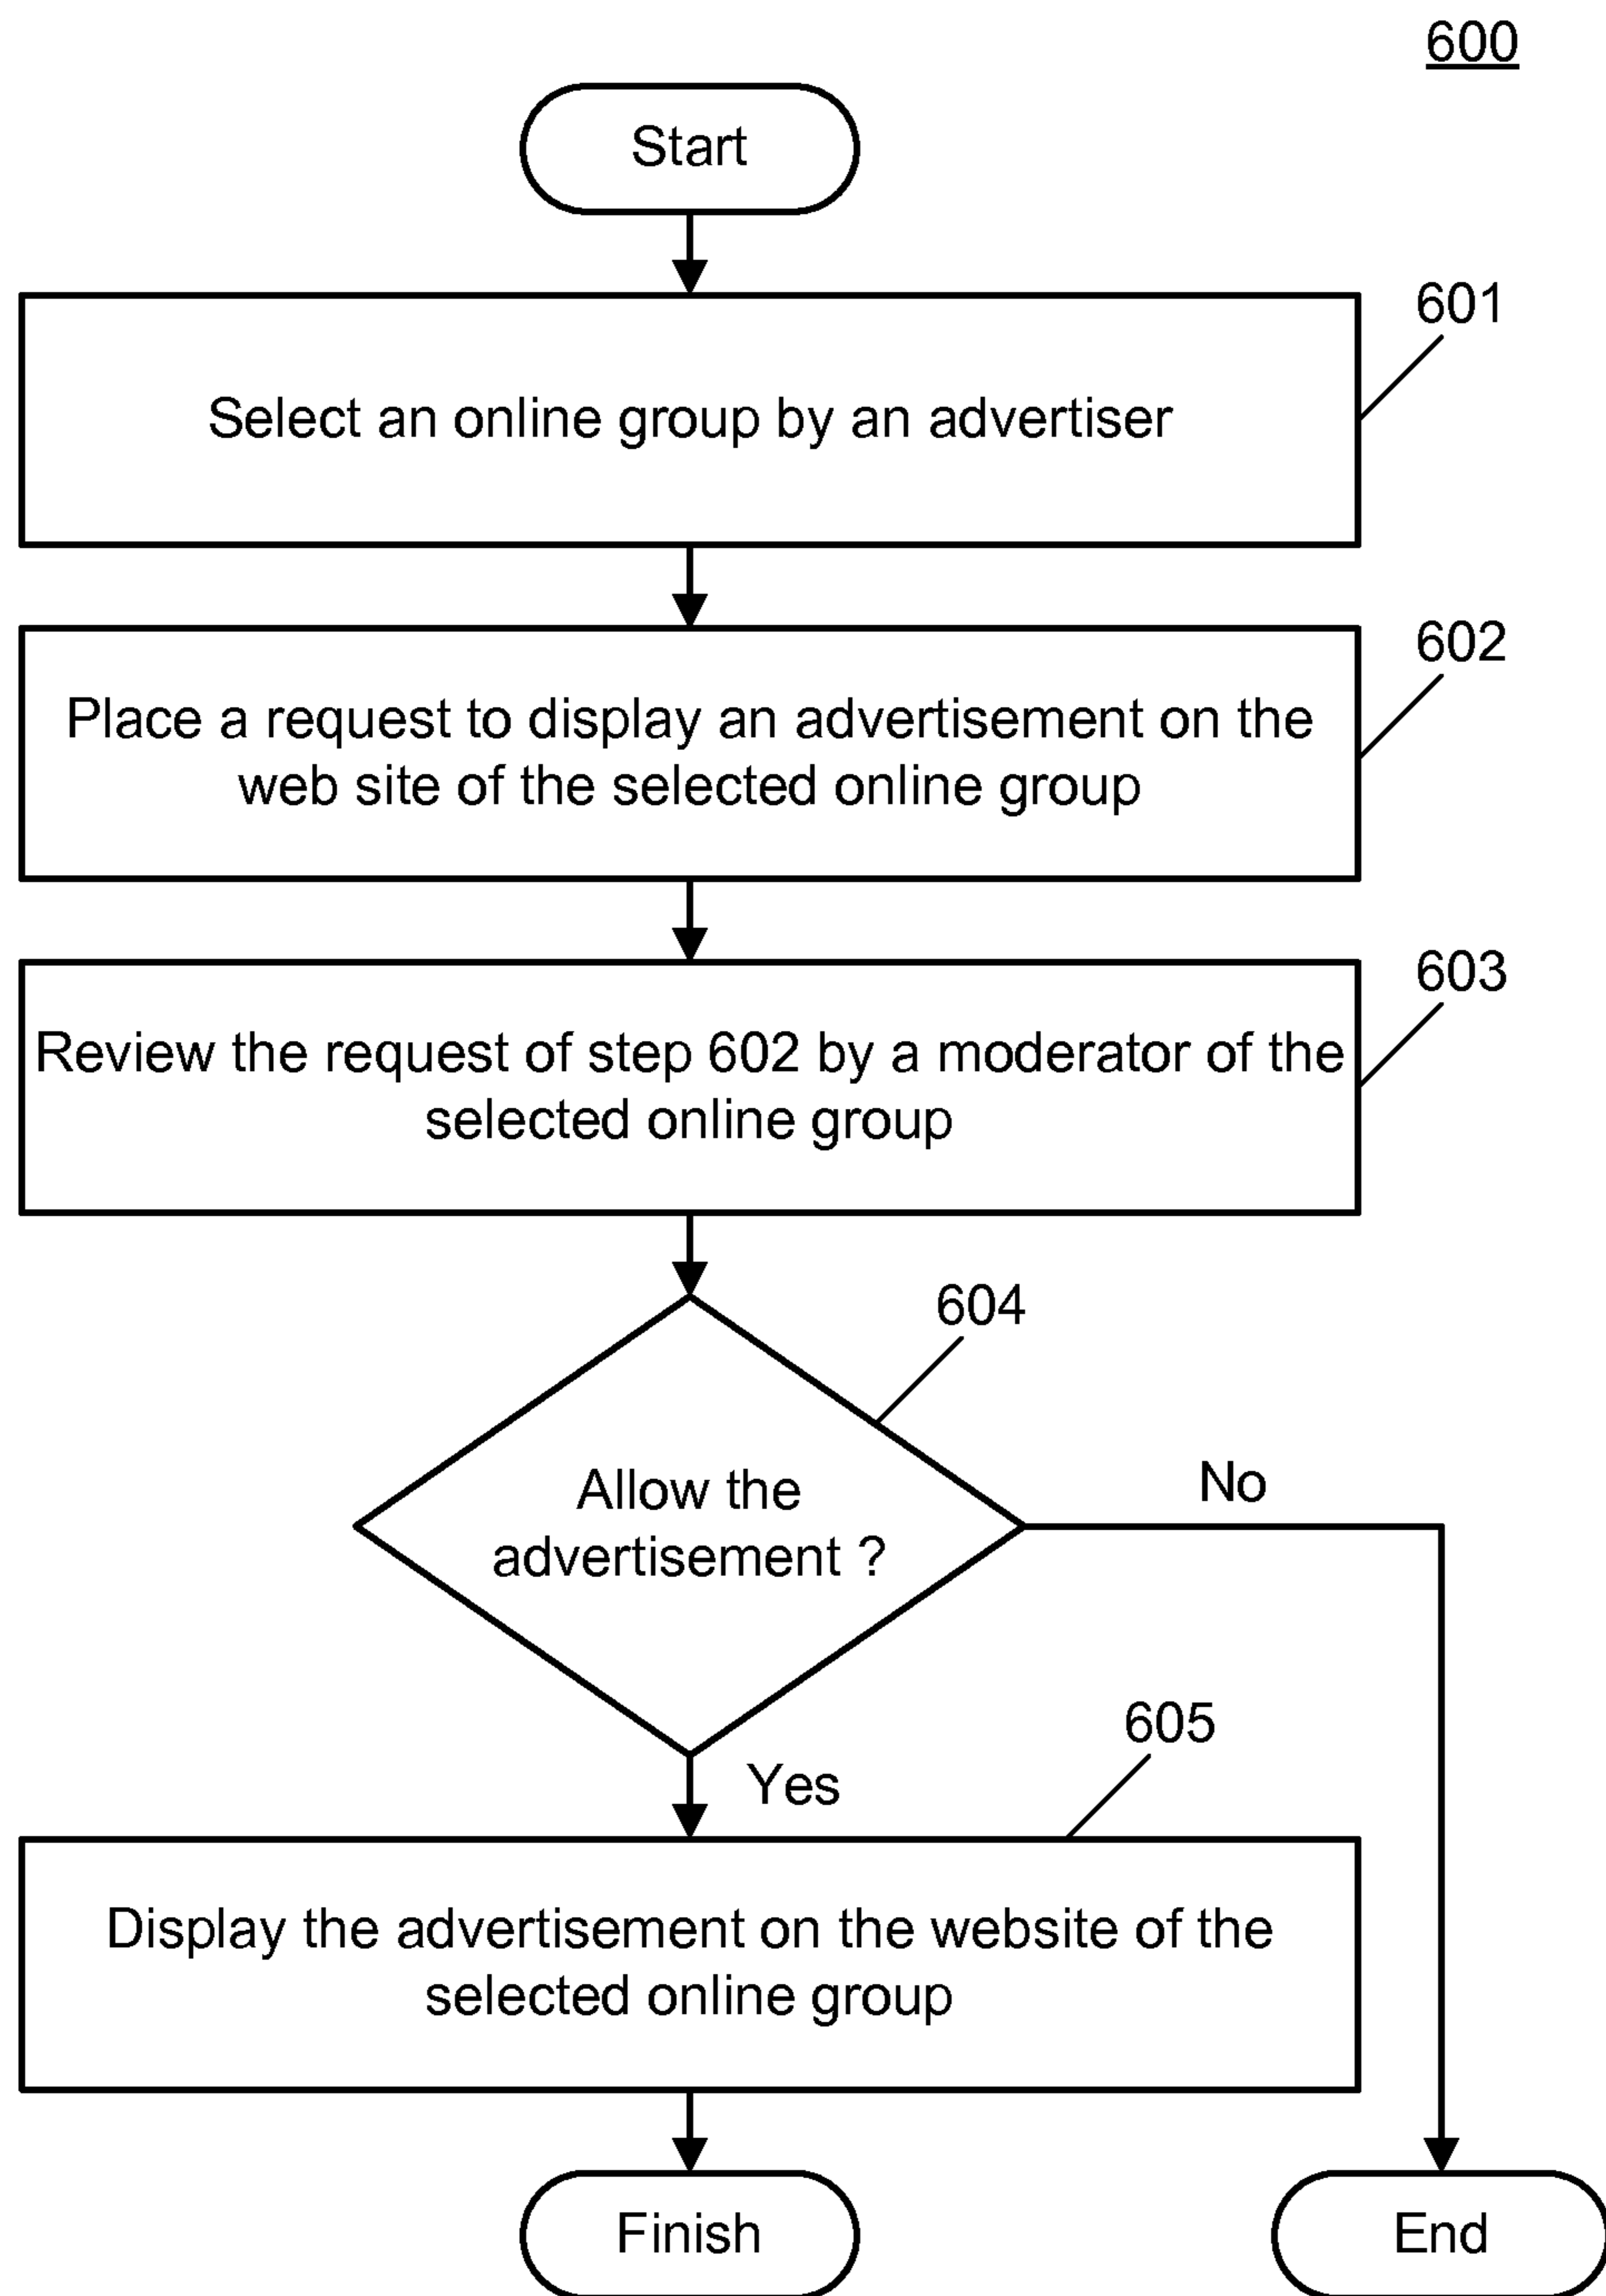 600
Start
601
Select an online group by an advertiser
602
Place a request to display an advertisement on the
web site of the selected online group
603
Review the request of step 602 by a moderator of the
selected online group
604
Allow the
advertisement ?
No
Yes
605
Display the advertisement on the website of the
selected online group
Finish
End